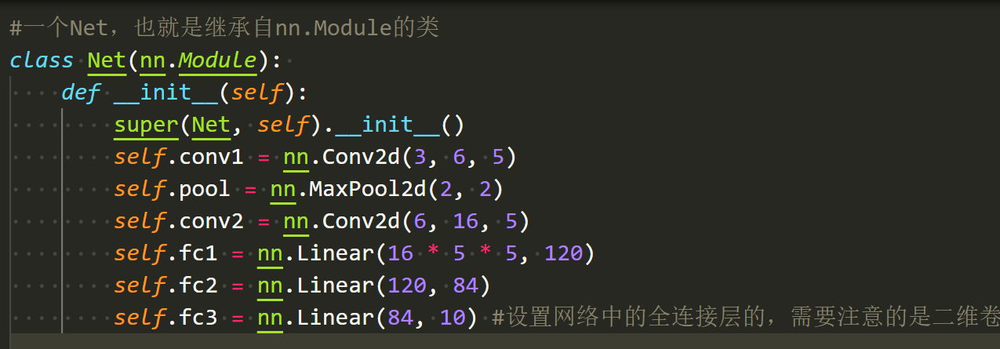 #一个Net，也就是继承自nn.Module的类
class Net(nn.Module):
    def __init__(self):
        super(Net, self).__init__()
        self.conv1 = nn.Conv2d(3, 6, 5)
        self.pool = nn.MaxPool2d(2, 2)
        self.conv2 = nn.Conv2d(6, 16, 5)
        self.fc1 = nn.Linear(16 * 5 * 5, 120)
        self.fc2 = nn.Linear(120, 84)
        self.fc3 = nn.Linear(84, 10) #设置网络中的全连接层的，需要注意的是二维卷